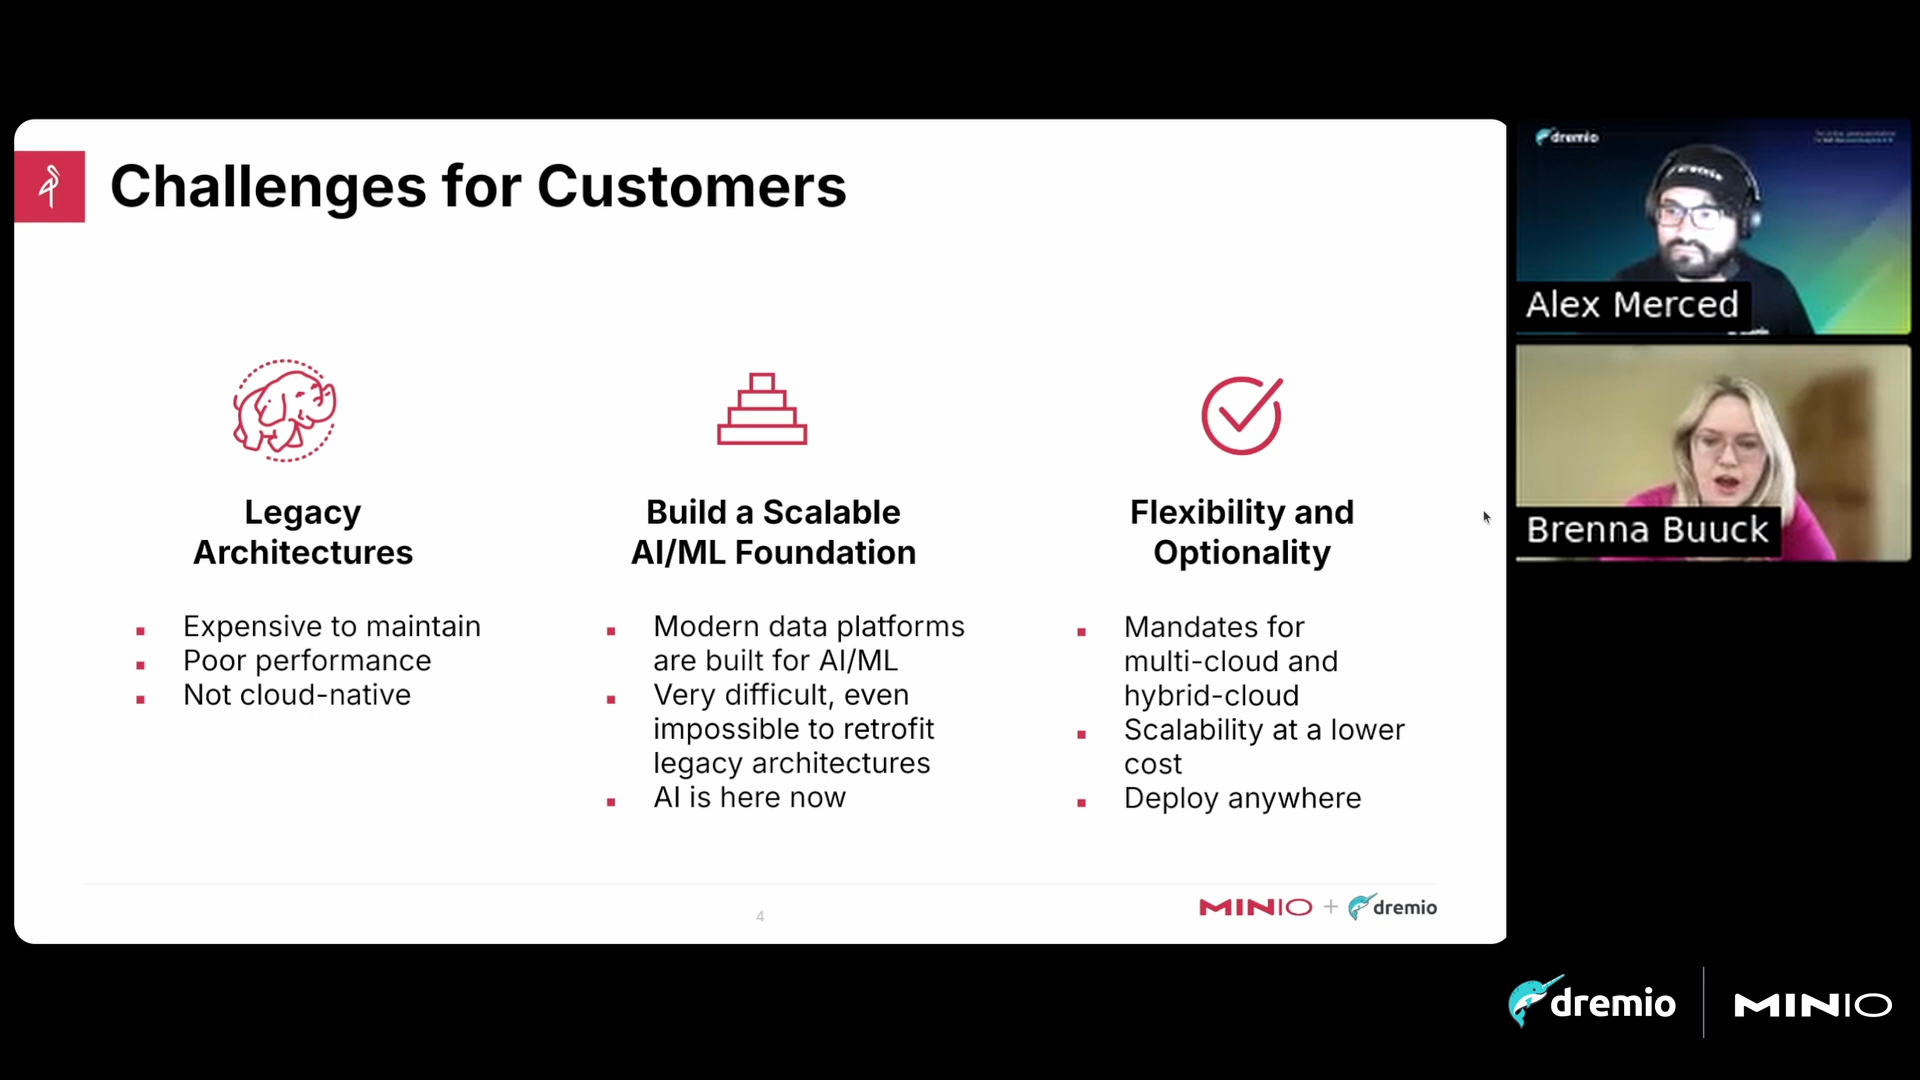 Challenges for Customers
Legacy
Architectures
Expensive to maintain
Poor performance
Not cloud-native
Build a Scalable
AI/ML Foundation
Modern data platforms
are built for AI/ML
Very difficult, even
impossible to retrofit
legacy architectures
AI is here now
Flexibility and
Optionality
Mandates for
multi-cloud and
hybrid-cloud
Scalability at a lower
cost
Deploy anywhere
4
MINIO + dremio
dremio
Alex Merced
Brenna Buuck
dremio | MINIO